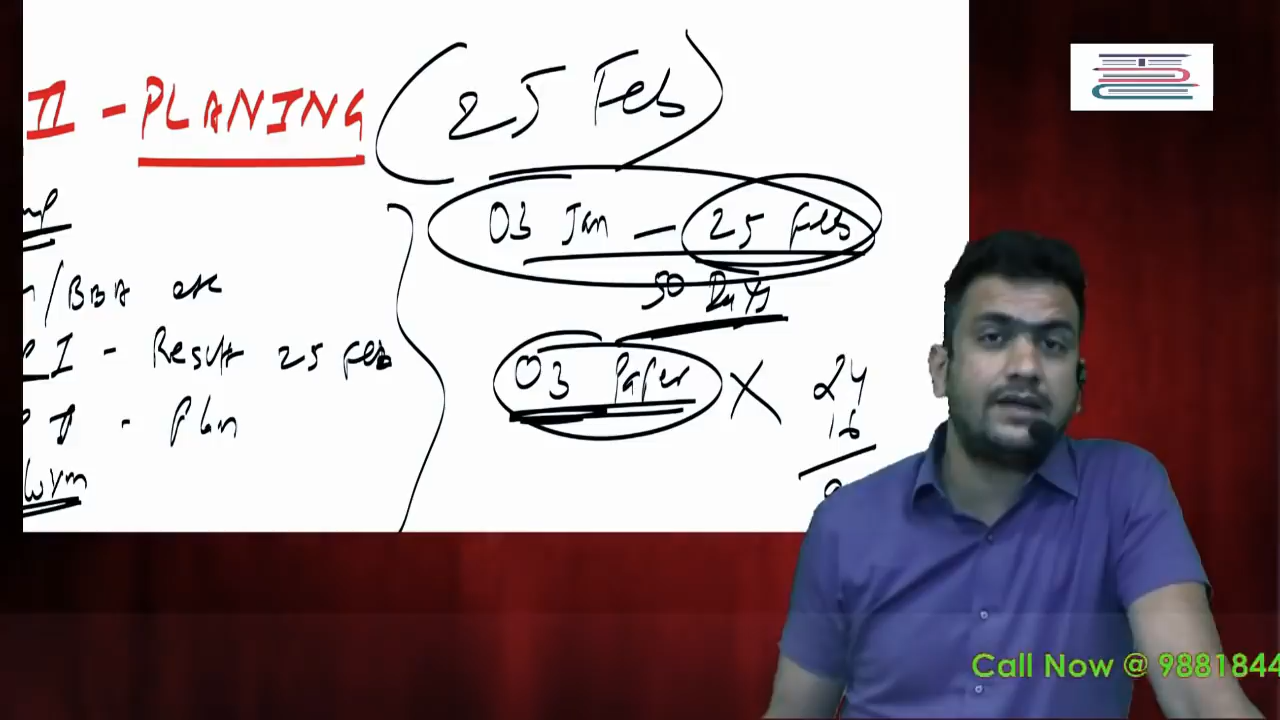 II - PLANING (25 Feb)
03 Jan - 25 Feb
50 Days
/BBA etc
I - Result 25 Feb
03 Paper X 24
16
- Plan
Call Now @ 9881844